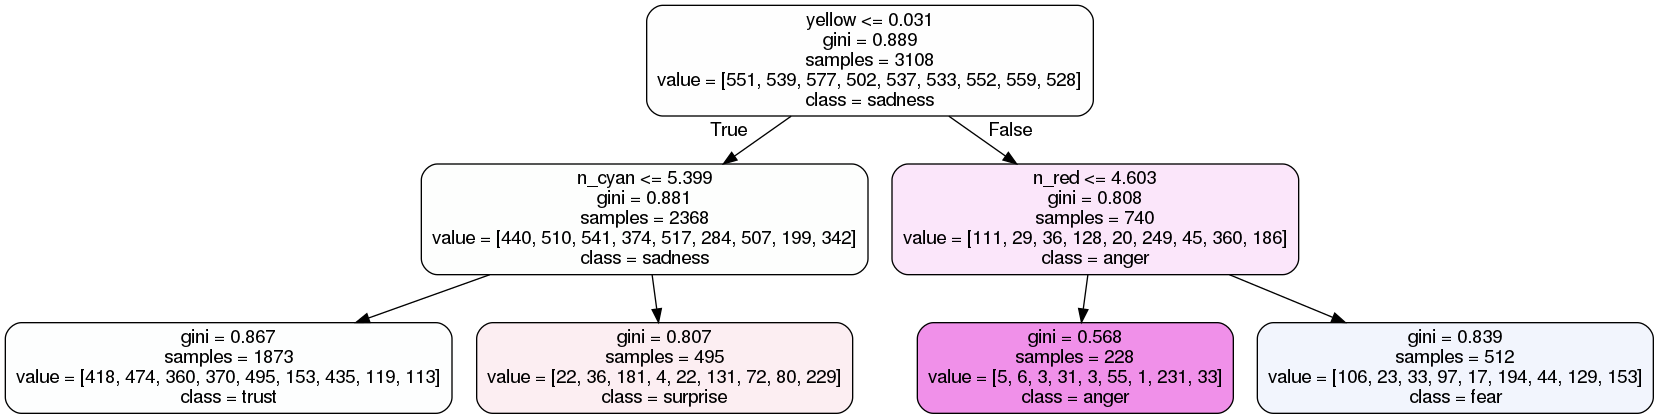 yellow <= 0.031
gini = 0.889
samples = 3108
value = [551, 539, 577, 502, 537, 533, 552, 559, 528]
class = sadness
True
False
n_cyan <= 5.399
gini = 0.881
samples = 2368
value = [440, 510, 541, 374, 517, 284, 507, 199, 342]
class = sadness
n_red <= 4.603
gini = 0.808
samples = 740
value = [111, 29, 36, 128, 20, 249, 45, 360, 186]
class = anger
gini = 0.867
samples = 1873
value = [418, 474, 360, 370, 495, 153, 435, 119, 113]
class = trust
gini = 0.807
samples = 495
value = [22, 36, 181, 4, 22, 131, 72, 80, 229]
class = surprise
gini = 0.568
samples = 228
value = [5, 6, 3, 31, 3, 55, 1, 231, 33]
class = anger
gini = 0.839
samples = 512
value = [106, 23, 33, 97, 17, 194, 44, 129, 153]
class = fear